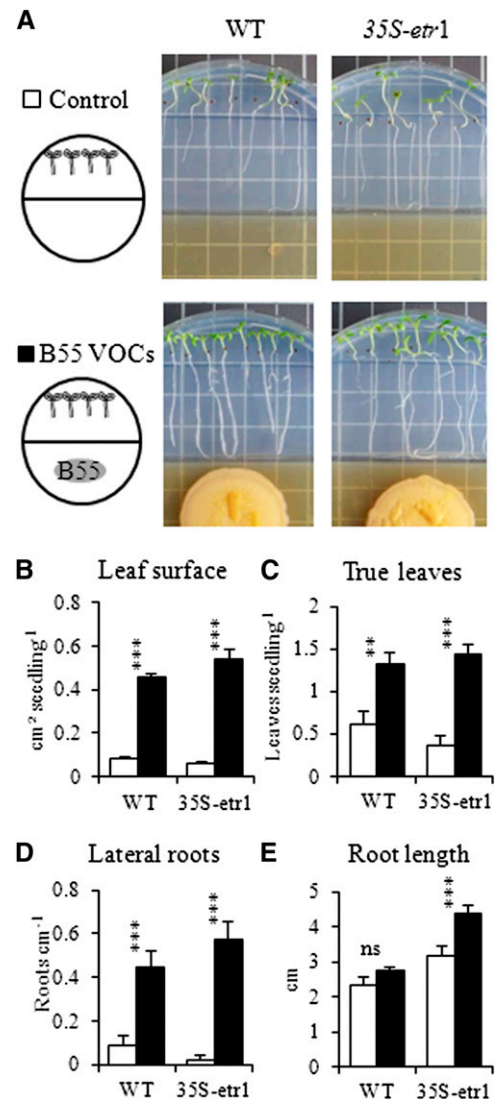 A
WT 35S-etr1
Control
B55 VOCs
B55
B Leaf surface
cm² seedling⁻¹
0.8
0.6
0.4
0.2
0
***
***
WT 35S-etr1
C True leaves
Leaves seedling⁻¹
2
1.5
1
0.5
0
**
***
WT 35S-etr1
D Lateral roots
Roots cm⁻¹
0.8
0.6
0.4
0.2
0
***
***
WT 35S-etr1
E Root length
cm
5
4
3
2
1
0
ns
***
WT 35S-etr1